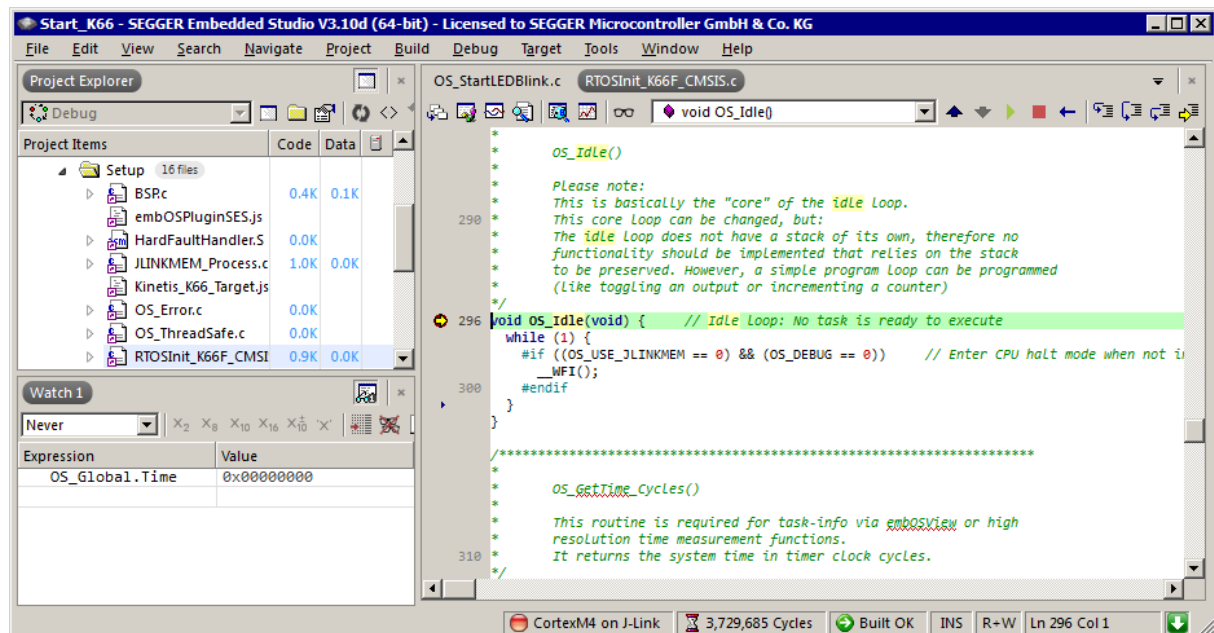 Start_K66 - SEGGER Embedded Studio V3.10d (64-bit) - Licensed to SEGGER Microcontroller GmbH & Co. KG
File Edit View Search Navigate Project Build Debug Target Tools Window Help
Project Explorer
Debug
Project Items Code Data
Setup 16 files
BSP.c 0.4K 0.1K
embOSPluginSES.js
HardFaultHandler.S 0.0K
JLINKMEM_Process.c 1.0K 0.0K
Kinetis_K66_Target.js
OS_Error.c 0.0K
OS_ThreadSafe.c 0.0K
RTOSInit_K66F_CMSI 0.9K 0.0K
Watch 1
Never X2 X8 X10 X16 X±10 'X'
Expression Value
OS_Global.Time 0x00000000
OS_StartLEDBlink.c RTOSInit_K66F_CMSIS.c
void OS_Idle()
*
* OS_Idle()
*
* Please note:
* This is basically the "core" of the idle loop.
290 * This core loop can be changed, but:
* The idle loop does not have a stack of its own, therefore no
* functionality should be implemented that relies on the stack
* to be preserved. However, a simple program loop can be programmed
* (like toggling an output or incrementing a counter)
*/
296 void OS_Idle(void) { // Idle loop: No task is ready to execute
while (1) {
#if ((OS_USE_JLINKMEM == 0) && (OS_DEBUG == 0)) // Enter CPU halt mode when not i
__WFI();
300 #endif
}
}
/*********************************************************************
*
* OS_GetTime_Cycles()
*
* This routine is required for task-info via embOSView or high
* resolution time measurement functions.
310 * It returns the system time in timer clock cycles.
*/
CortexM4 on J-Link 3,729,685 Cycles Built OK INS R+W Ln 296 Col 1